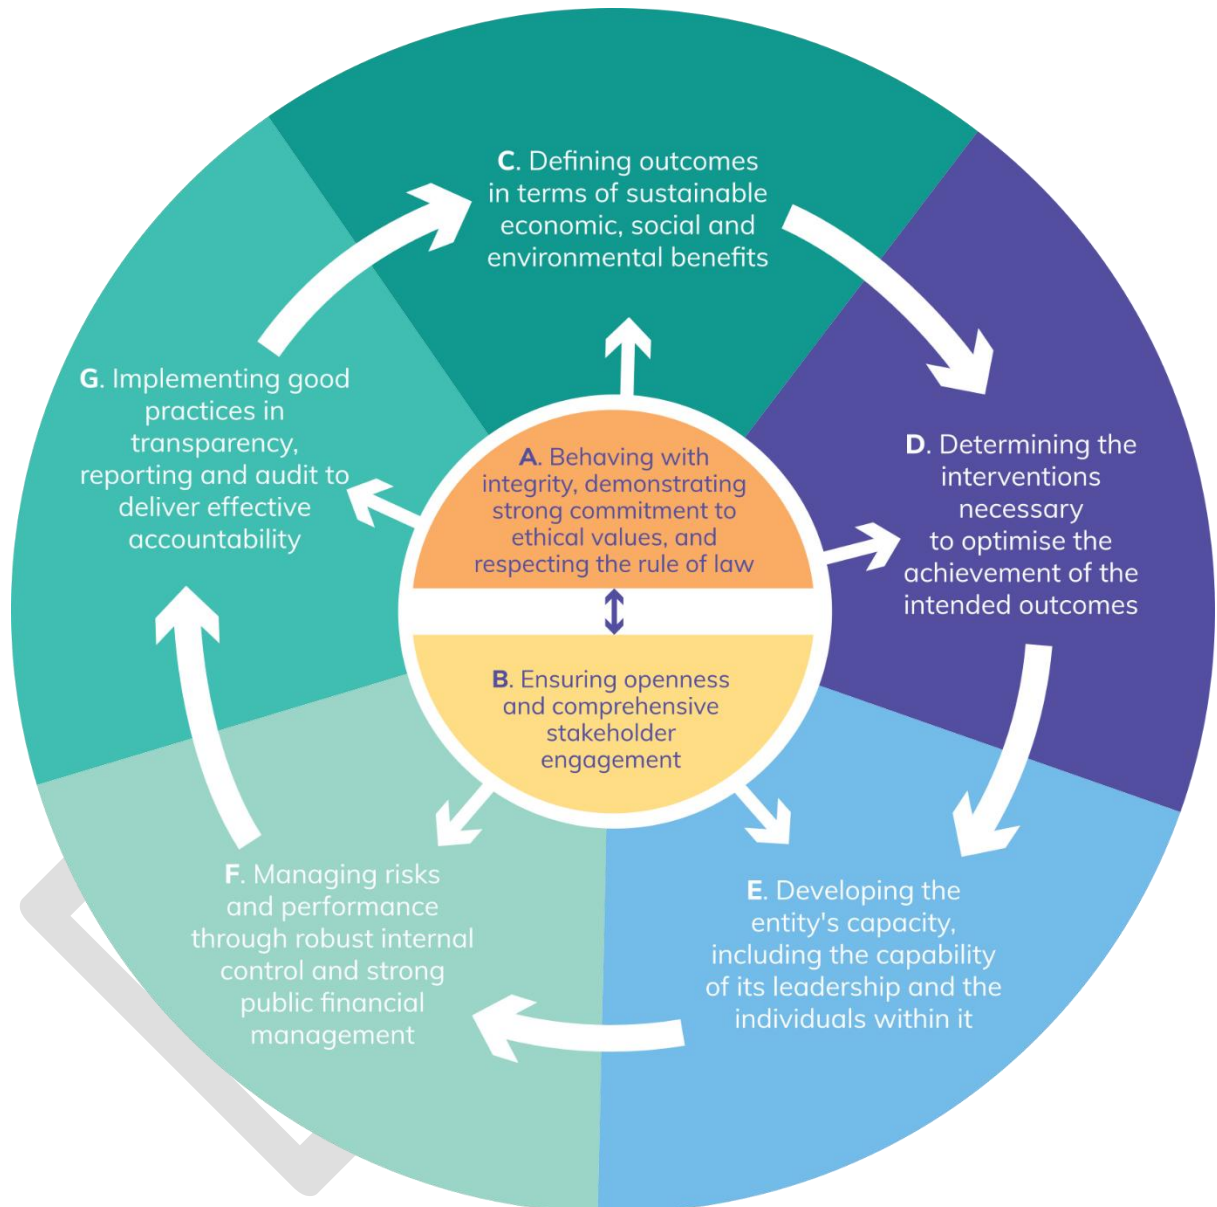 C. Defining outcomes
in terms of sustainable
economic, social and
environmental benefits
G. Implementing good
practices in
transparency,
reporting and audit to
deliver effective
accountability
A. Behaving with
integrity, demonstrating
strong commitment to
ethical values, and
respecting the rule of law
D. Determining the
interventions
necessary
to optimise the
achievement of the
intended outcomes
B. Ensuring openness
and comprehensive
stakeholder
engagement
F. Managing risks
and performance
through robust internal
control and strong
public financial
management
E. Developing the
entity's capacity,
including the capability
of its leadership and the
individuals within it